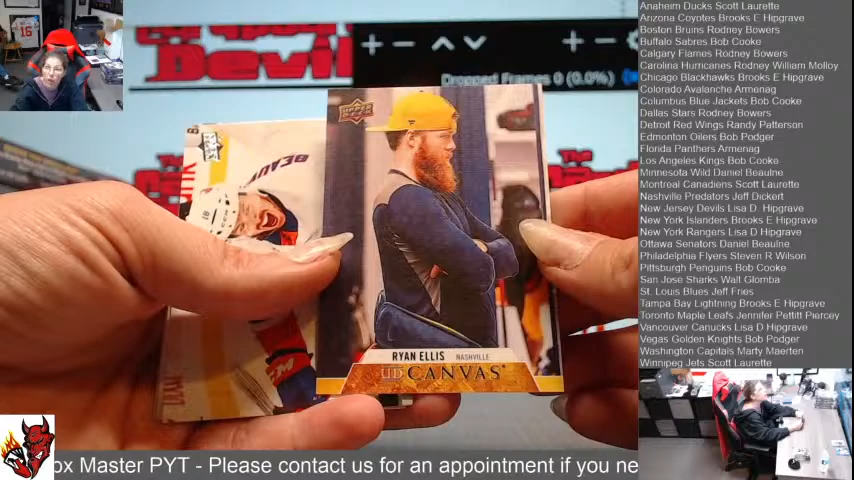 Devil
Dropped Frames 0 (0.0%)
UPPER DECK
RYAN ELLIS NASHVILLE
UD CANVAS
Anaheim Ducks Scott Laurette
Arizona Coyotes Brooks E Hipgrave
Boston Bruins Rodney Bowers
Buffalo Sabres Bob Cooke
Calgary Flames Rodney Bowers
Carolina Hurricanes Rodney William Molloy
Chicago Blackhawks Brooks E Hipgrave
Colorado Avalanche Armenag
Columbus Blue Jackets Bob Cooke
Dallas Stars Rodney Bowers
Detroit Red Wings Randy Patterson
Edmonton Oilers Bob Podger
Florida Panthers Armenag
Los Angeles Kings Bob Cooke
Minnesota Wild Daniel Beaulne
Montreal Canadiens Scott Laurette
Nashville Predators Jeff Dickert
New Jersey Devils Lisa D. Hipgrave
New York Islanders Brooks E Hipgrave
New York Rangers Lisa D Hipgrave
Ottawa Senators Daniel Beaulne
Philadelphia Flyers Steven R Wilson
Pittsburgh Penguins Bob Cooke
San Jose Sharks Walt Glomba
St. Louis Blues Jeff Fries
Tampa Bay Lightning Brooks E Hipgrave
Toronto Maple Leafs Jennifer Pettitt Piercey
Vancouver Canucks Lisa D Hipgrave
Vegas Golden Knights Bob Podger
Washington Capitals Marty Maerten
Winnipeg Jets Scott Laurette
ox Master PYT - Please contact us for an appointment if you ne